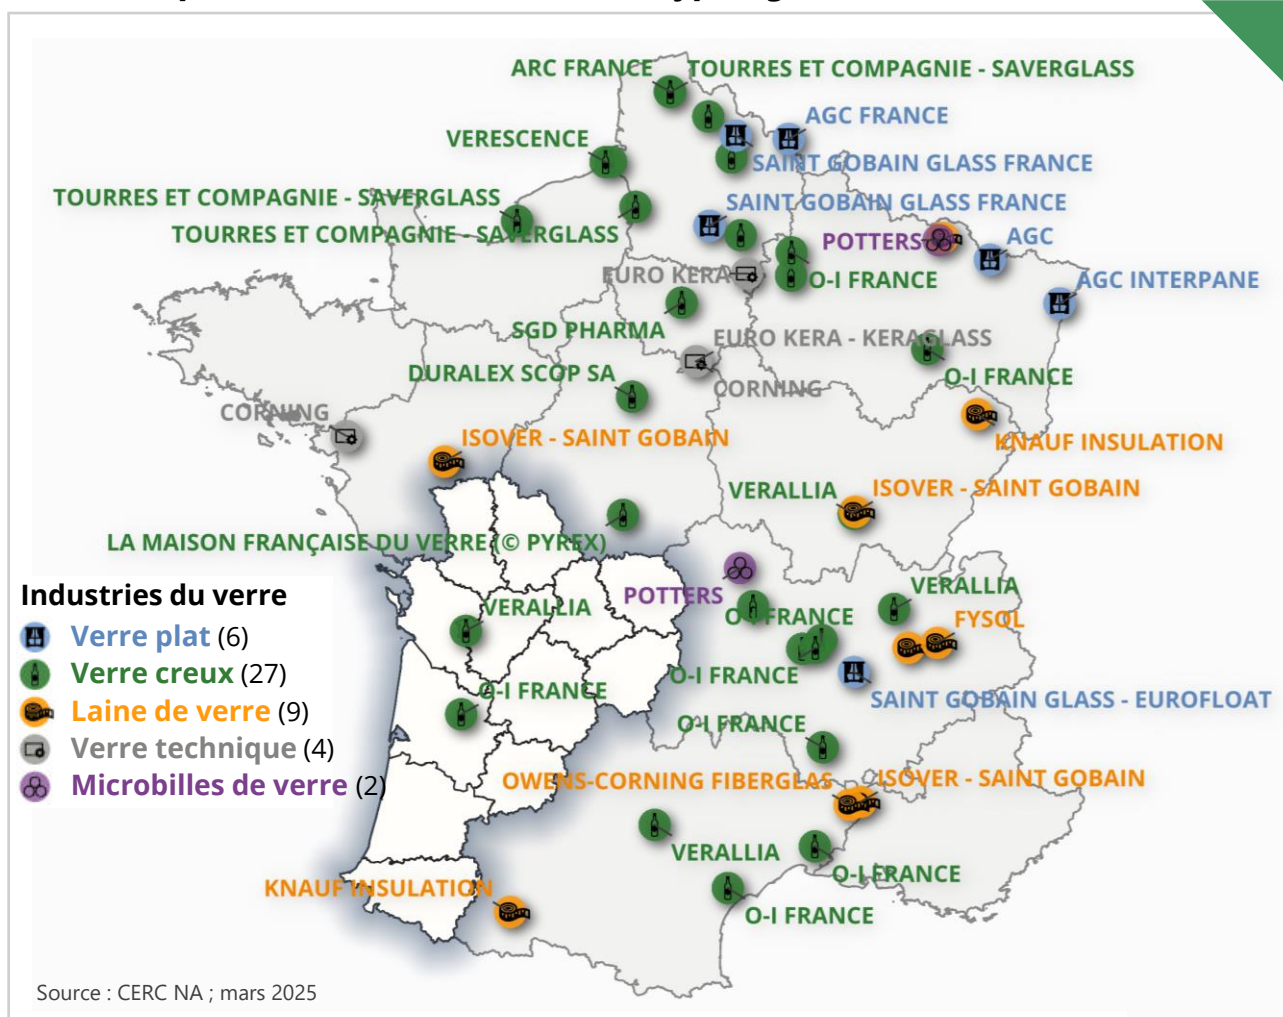 ARC FRANCE
TOURRES ET COMPAGNIE - SAVERGLASS
AGC FRANCE
VERESCENCE
SAINT GOBAIN GLASS FRANCE
TOURRES ET COMPAGNIE - SAVERGLASS
SAINT GOBAIN GLASS FRANCE
TOURRES ET COMPAGNIE - SAVERGLASS
POTTERS
AGC
EURO KERA
O-I FRANCE
AGC INTERPANE
SGD PHARMA
EURO KERA - KERAGLASS
DURALEX SCOP SA
O-I FRANCE
CORNING
CORNING
ISOVER - SAINT GOBAIN
KNAUF INSULATION
VERALLIA
ISOVER - SAINT GOBAIN
LA MAISON FRANÇAISE DU VERRE (© PYREX)
POTTERS
VERALLIA
VERALLIA
O-I FRANCE
FYSOL
O-I FRANCE
O-I FRANCE
SAINT GOBAIN GLASS - EUROFLOAT
O-I FRANCE
OWENS-CORNING FIBERGLAS
ISOVER - SAINT GOBAIN
VERALLIA
O-I FRANCE
KNAUF INSULATION
O-I FRANCE
Industries du verre
Verre plat (6)
Verre creux (27)
Laine de verre (9)
Verre technique (4)
Microbilles de verre (2)
Source : CERC NA ; mars 2025